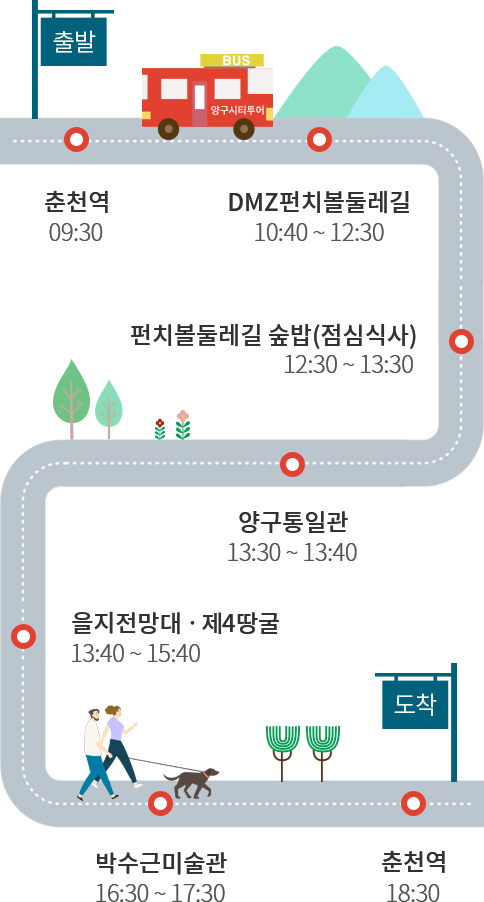 출발
BUS
양구시티투어
춘천역
09:30
DMZ펀치볼둘레길
10:40 ~ 12:30
펀치볼둘레길 숲밥(점심식사)
12:30 ~ 13:30
양구통일관
13:30 ~ 13:40
을지전망대 · 제4땅굴
13:40 ~ 15:40
도착
박수근미술관
16:30 ~ 17:30
춘천역
18:30